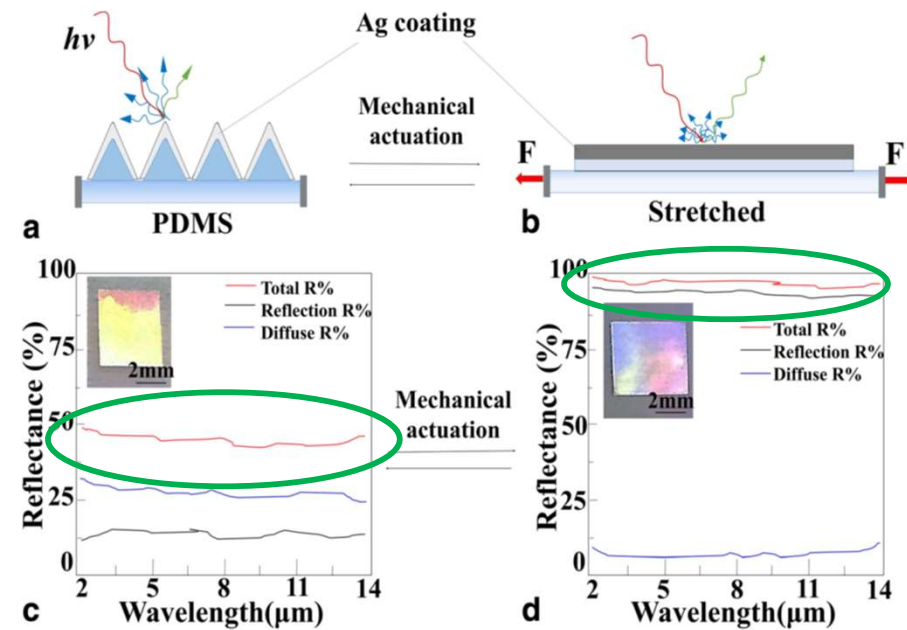 hν
Ag coating
Mechanical
actuation
F
F
PDMS
Stretched
a
b
100
75
50
25
0
Reflectance (%)
Total R%
Reflection R%
Diffuse R%
2mm
2
5
8
11
14
Wavelength(μm)
c
Mechanical
actuation
100
75
50
25
0
Reflectance (%)
Total R%
Reflection R%
Diffuse R%
2mm
2
5
8
11
14
Wavelength(μm)
d